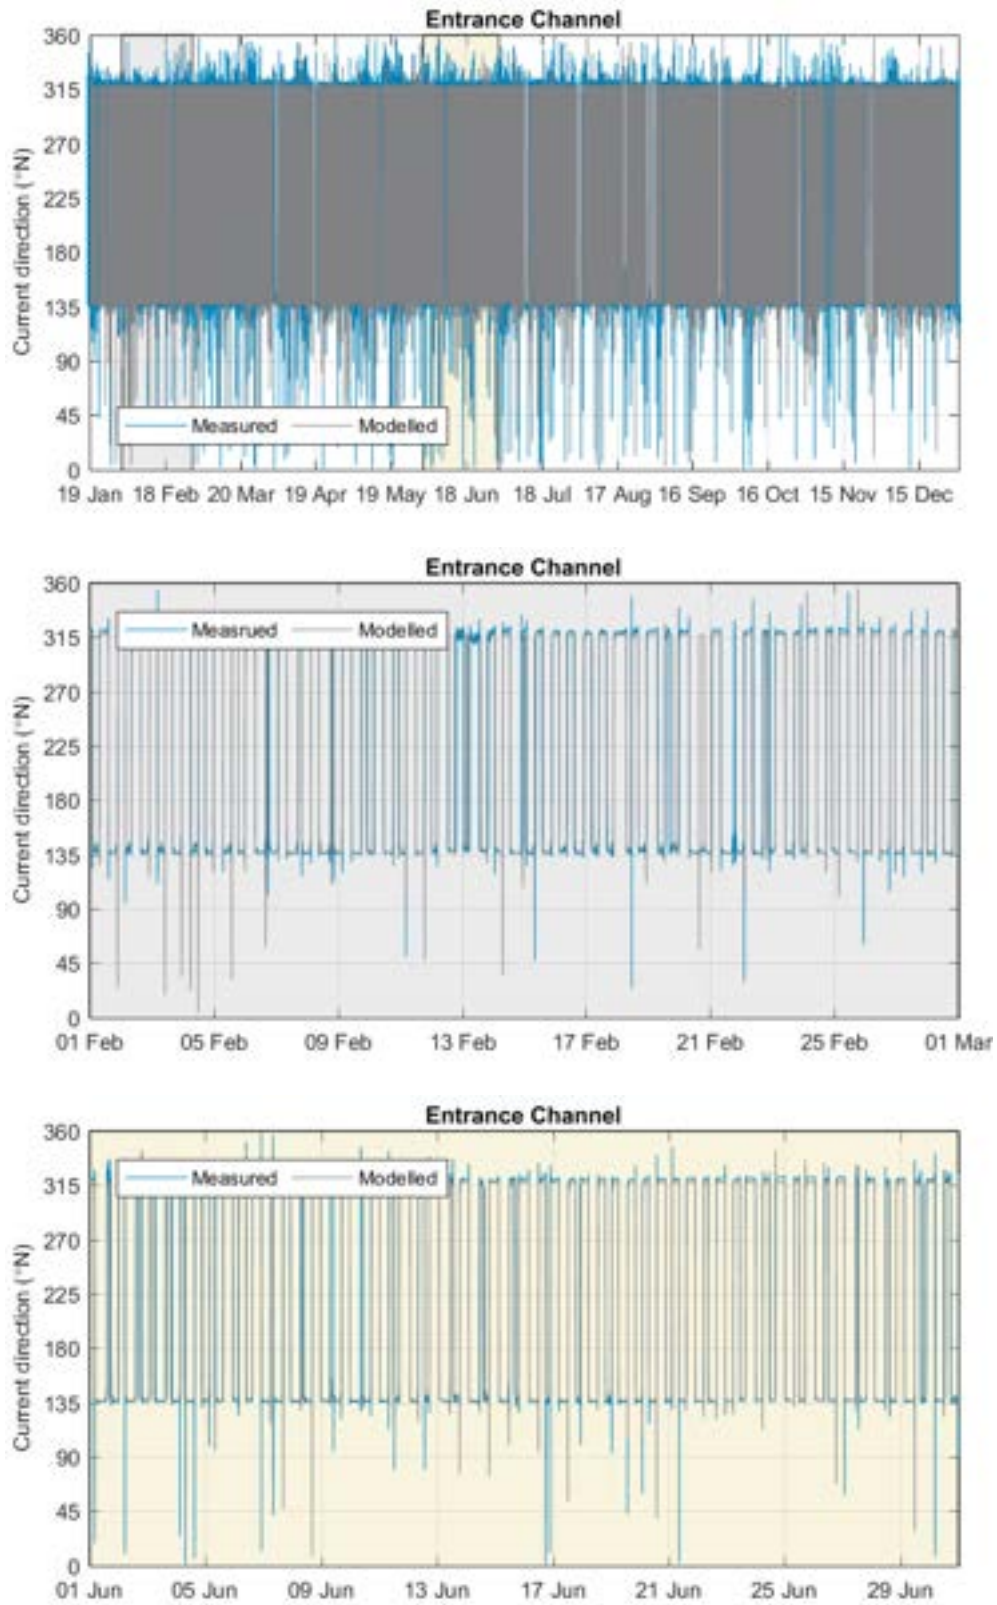 Entrance Channel
360
315
270
225
180
135
90
45
0
Current direction (°N)
Measured Modelled
19 Jan 18 Feb 20 Mar 19 Apr 19 May 18 Jun 18 Jul 17 Aug 16 Sep 16 Oct 15 Nov 15 Dec
Entrance Channel
360
315
270
225
180
135
90
45
0
Current direction (°N)
Measrued Modelled
01 Feb 05 Feb 09 Feb 13 Feb 17 Feb 21 Feb 25 Feb 01 Mar
Entrance Channel
360
315
270
225
180
135
90
45
0
Current direction (°N)
Measured Modelled
01 Jun 05 Jun 09 Jun 13 Jun 17 Jun 21 Jun 25 Jun 29 Jun